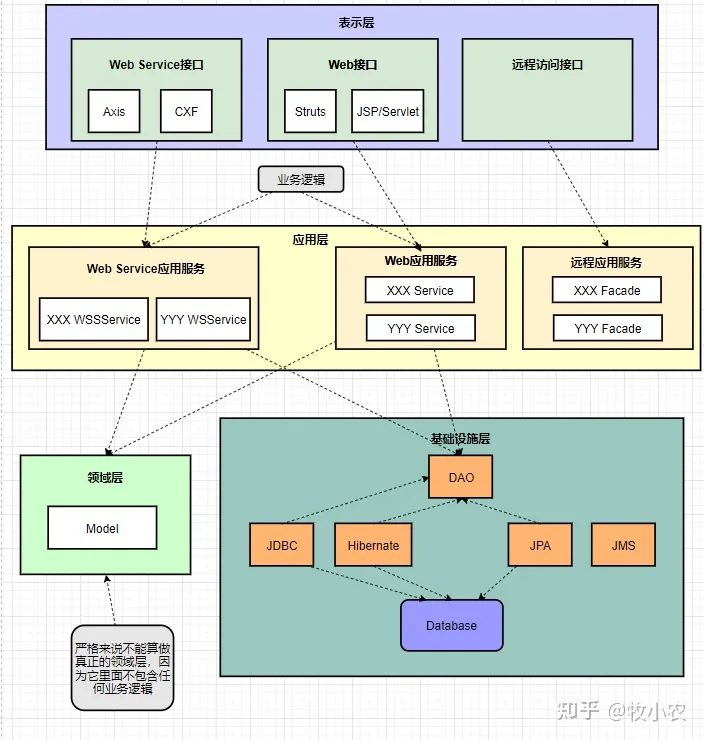 表示层
Web Service接口
Web接口
远程访问接口
Axis
CXF
Struts
JSP/Servlet
业务逻辑
应用层
Web Service应用服务
Web应用服务
远程应用服务
XXX WSSService
YYY WSService
XXX Service
YYY Service
XXX Facade
YYY Facade
领域层
Model
基础设施层
DAO
JDBC
Hibernate
JPA
JMS
Database
严格来说不能算做
真正的领域层，因
为它里面不包含任
何业务逻辑
知乎 @牧小农